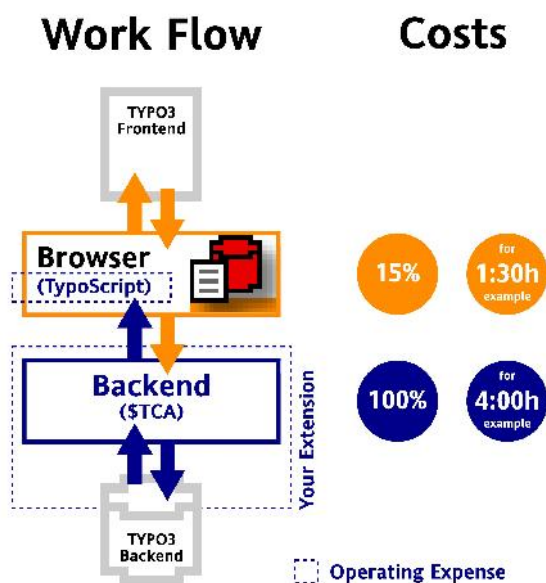 Work Flow
Costs
TYPO3
Frontend
Browser
(TypoScript)
15%
for
1:30h
example
Backend
($TCA)
100%
for
4:00h
example
Your Extension
TYPO3
Backend
Operating Expense